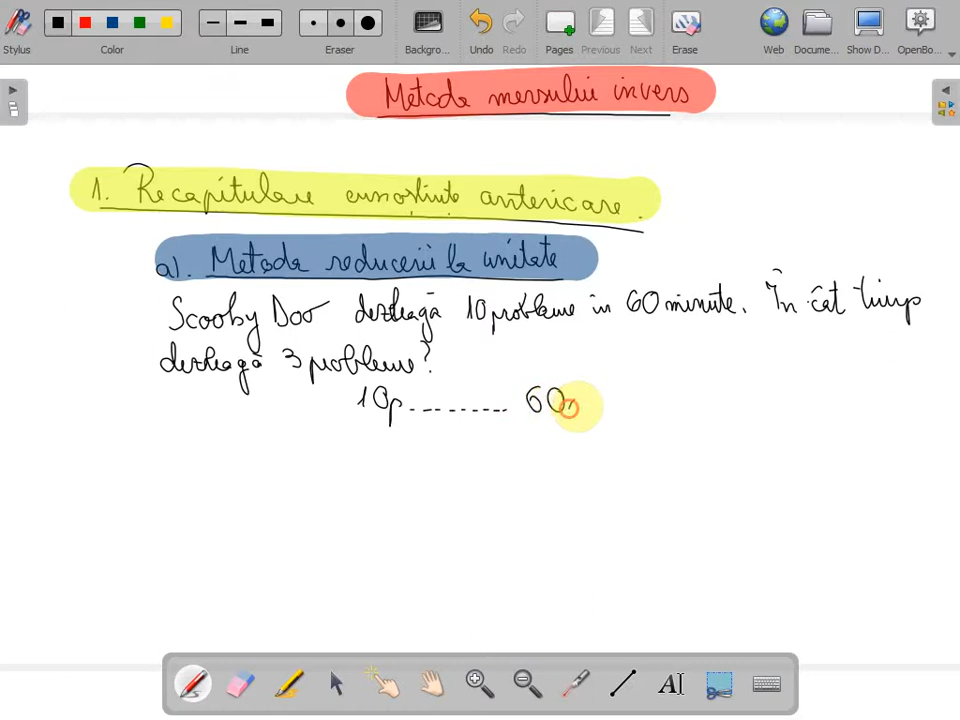 Stylus
Color
Line
Eraser
Backgro...
Undo
Redo
Pages
Previous
Next
Erase
Web
Docume...
Show D...
OpenBo...
Metoda mersului invers
1. Recapitulare cunoștințe anterioare.
a). Metoda reducerii la unitate
Scooby Doo dezleagă 10 probleme în 60 minute. În cât timp
dezleagă 3 probleme?
10p ......... 60